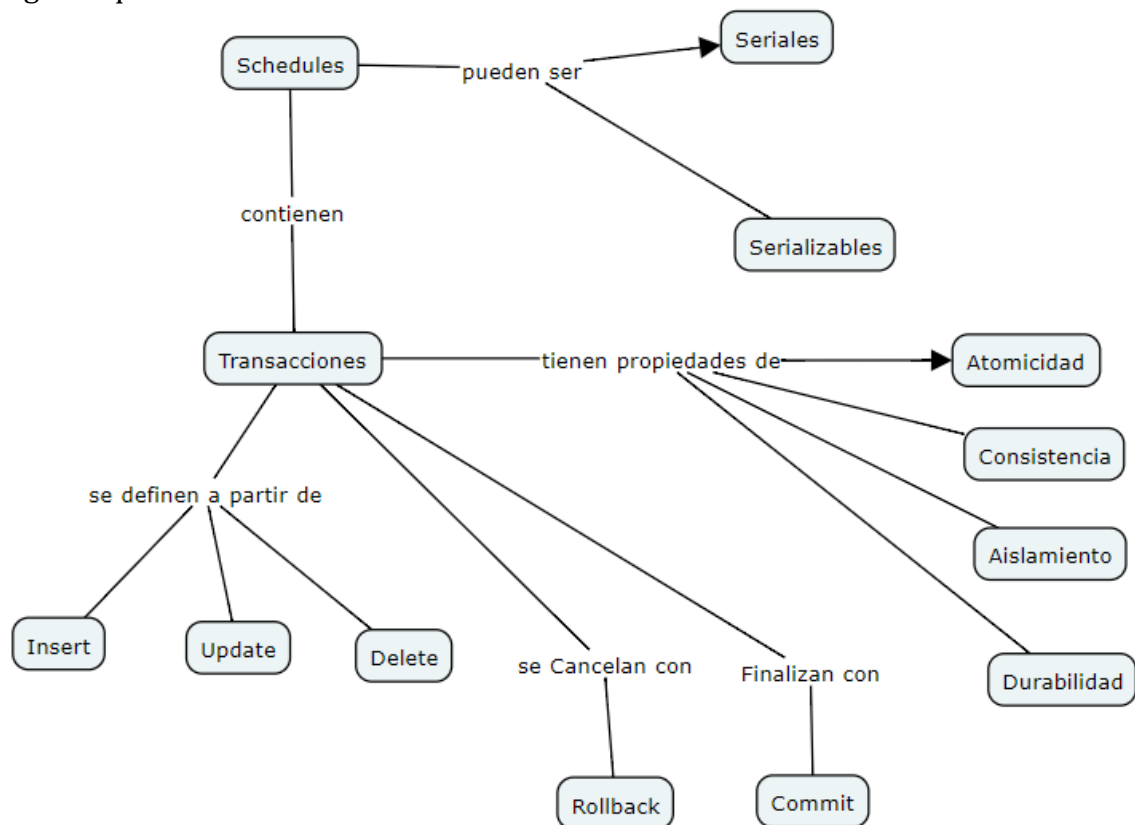 Schedules
pueden ser
Seriales
contienen
Serializables
Transacciones
tienen propiedades de
Atomicidad
Consistencia
se definen a partir de
Aislamiento
Insert
Update
Delete
se Cancelan con
Finalizan con
Durabilidad
Rollback
Commit